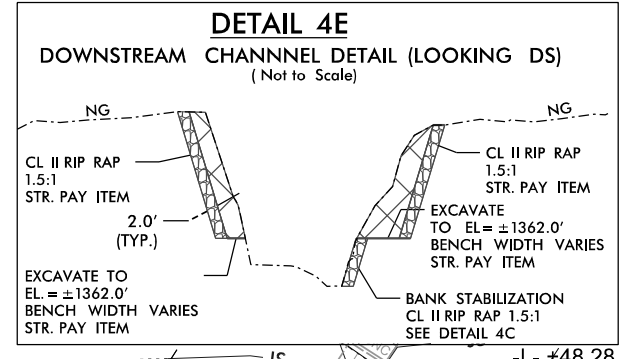 DETAIL 4E
DOWNSTREAM CHANNNEL DETAIL (LOOKING DS)
( Not to Scale)
NG
NG
CL II RIP RAP
1.5:1
STR. PAY ITEM
CL II RIP RAP
1.5:1
STR. PAY ITEM
2.0'
(TYP.)
EXCAVATE
TO EL= ±1362.0'
BENCH WIDTH VARIES
STR. PAY ITEM
EXCAVATE TO
EL. = ±1362.0'
BENCH WIDTH VARIES
STR. PAY ITEM
BANK STABILIZATION
CL II RIP RAP 1.5:1
SEE DETAIL 4C